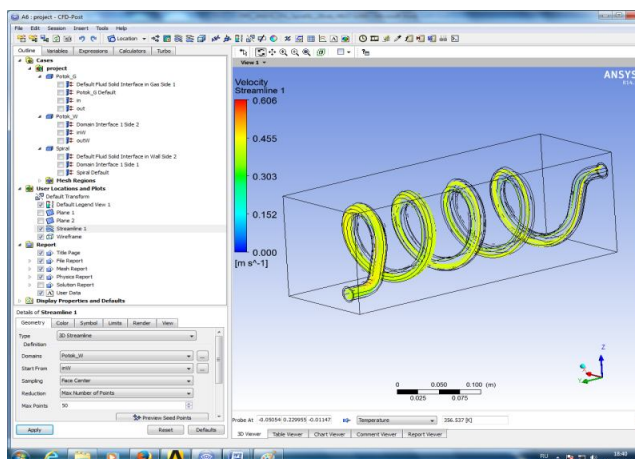 A6 : project - CFD-Post
File Edit Session Insert Tools Help
Location
Outline Variables Expressions Calculators Turbo
Cases
project
Potok_G
Default Fluid Solid Interface in Gas Side 1
Potok_G Default
in
out
Potok_W
Domain Interface 1 Side 2
inW
outW
Spiral
Default Fluid Solid Interface in Wall Side 2
Domain Interface 1 Side 1
Spiral Default
Mesh Regions
User Locations and Plots
Default Transform
Default Legend View 1
Plane 1
Plane 2
Streamline 1
Wireframe
Report
Title Page
File Report
Mesh Report
Physics Report
Solution Report
User Data
Display Properties and Defaults
Details of Streamline 1
Geometry Color Symbol Limits Render View
Type 3D Streamline
Definition
Domains Potok_W
Start From inW
Sampling Face Center
Reduction Max Number of Points
Max Points 50
Preview Seed Points
Apply Reset Defaults
View 1
Velocity
Streamline 1
0.606
0.455
0.303
0.152
0.000
[m s^-1]
ANSYS
0 0.050 0.100 (m)
0.025 0.075
Z
Y
Probe At -0.05054 0.229955 -0.01147 Temperature 356.537 [K]
3D Viewer Table Viewer Chart Viewer Comment Viewer Report Viewer
RU 18:40